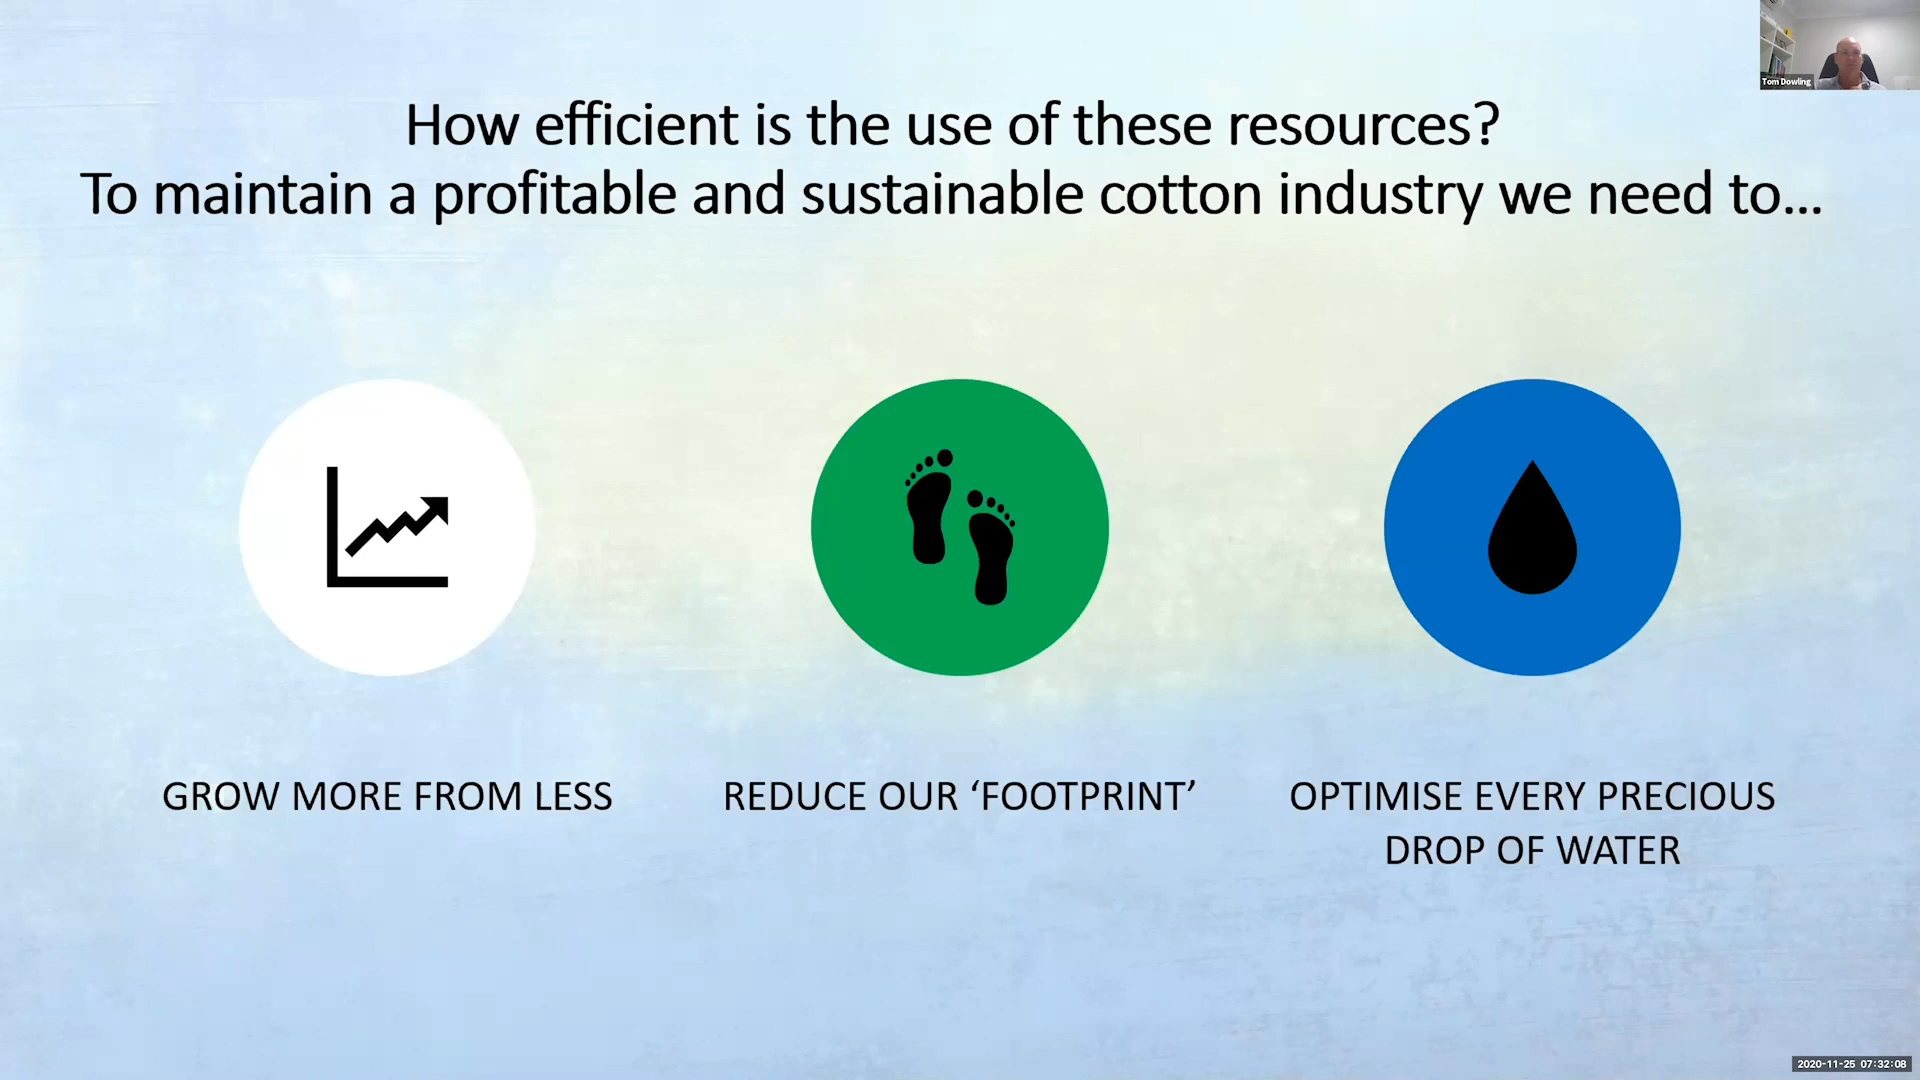 Tom Dowling
How efficient is the use of these resources?
To maintain a profitable and sustainable cotton industry we need to...
GROW MORE FROM LESS
REDUCE OUR ‘FOOTPRINT’
OPTIMISE EVERY PRECIOUS
DROP OF WATER
2020-11-25 07:32:08